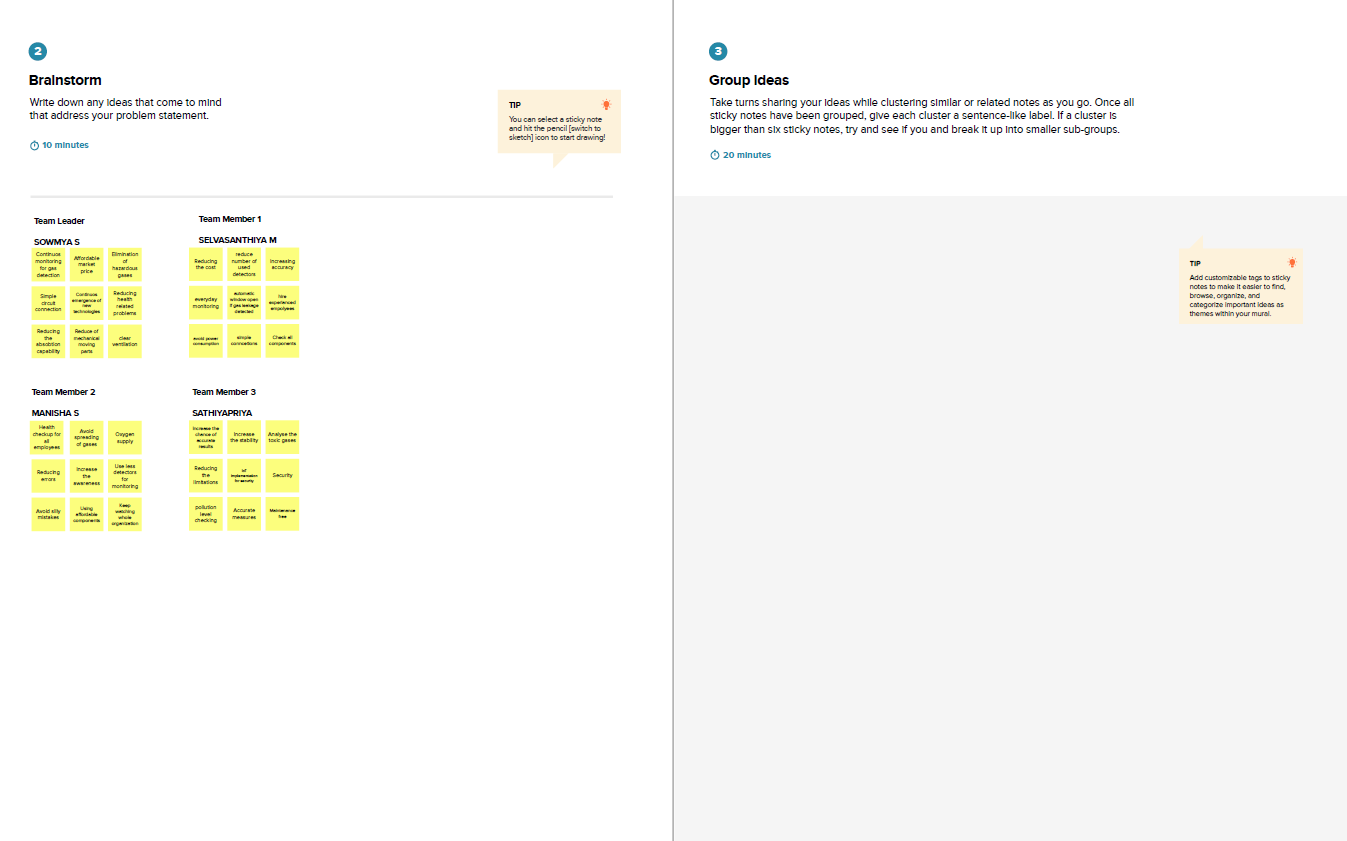 2
Brainstorm
Write down any ideas that come to mind
that address your problem statement.
10 minutes
TIP
You can select a sticky note
and hit the pencil [switch to
sketch] icon to start drawing!
Team Leader
SOWMYA S
Continuos
monitoring
for gas
detection
Affordable
market
price
Elimination
of
hazardous
gases
Simple
circuit
connection
Continuos
emergence of
new
technologies
Reducing
health
related
problems
Reducing
the
absobtion
capability
Reduce of
mechanical
moving
parts
clear
ventilation
Team Member 1
SELVASANTHIYA M
Reducing
the cost
reduce
number of
used
detectors
Increasing
accuracy
everyday
monitoring
automatic
window open
if gas leakage
detected
hire
experienced
empolyees
avoid power
consumption
simple
conncetions
Check all
components
Team Member 2
MANISHA S
Health
checkup for
all
employees
Avoid
spreading
of gases
Oxygen
supply
Reducing
errors
Increase
the
awareness
Use less
detectors
for
monitoring
Avoid silly
mistakes
Using
affordable
components
Keep
watching
whole
organization
Team Member 3
SATHIYAPRIYA
Increase the
chance of
accurate
results
Increase
the stability
Analyse the
toxic gases
Reducing
the
limitations
IoT
implementation
for security
Security
pollution
level
checking
Accurate
measures
Maintenance
free
3
Group ideas
Take turns sharing your ideas while clustering similar or related notes as you go. Once all
sticky notes have been grouped, give each cluster a sentence-like label. If a cluster is
bigger than six sticky notes, try and see if you and break it up into smaller sub-groups.
20 minutes
TIP
Add customizable tags to sticky
notes to make it easier to find,
browse, organize, and
categorize important ideas as
themes within your mural.